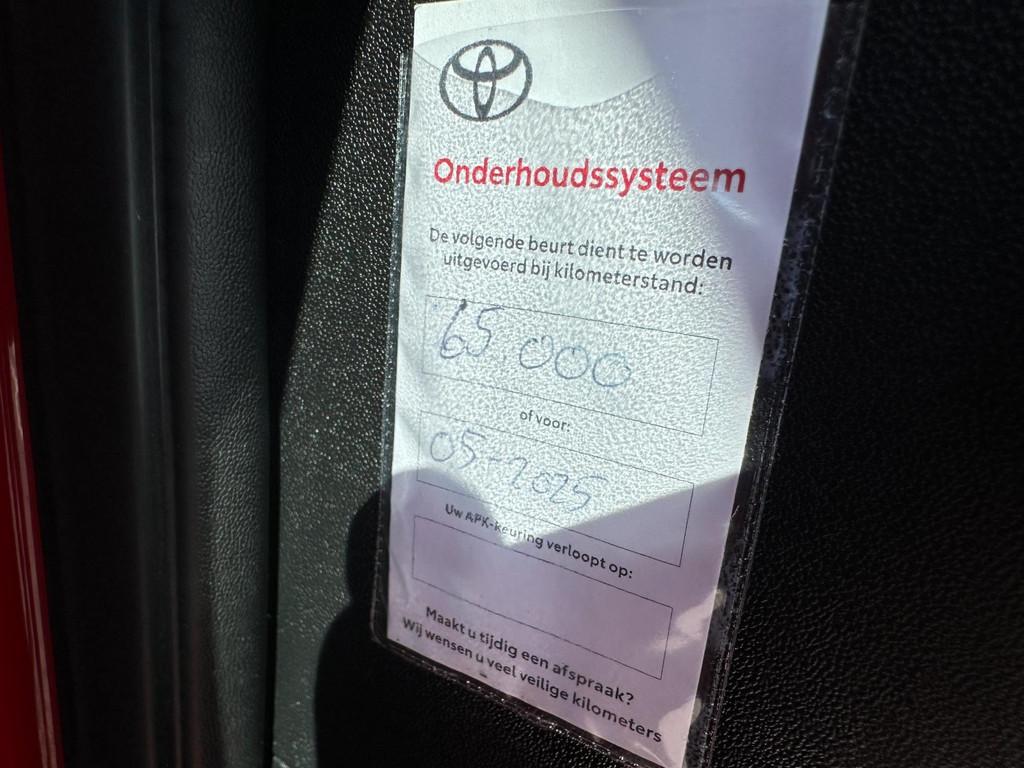 Onderhoudssysteem
De volgende beurt dient te worden
uitgevoerd bij kilometerstand:
65.000
of voor:
05-2025
Uw APK-keuring verloopt op:
Maakt u tijdig een afspraak?
Wij wensen u veel veilige kilometers